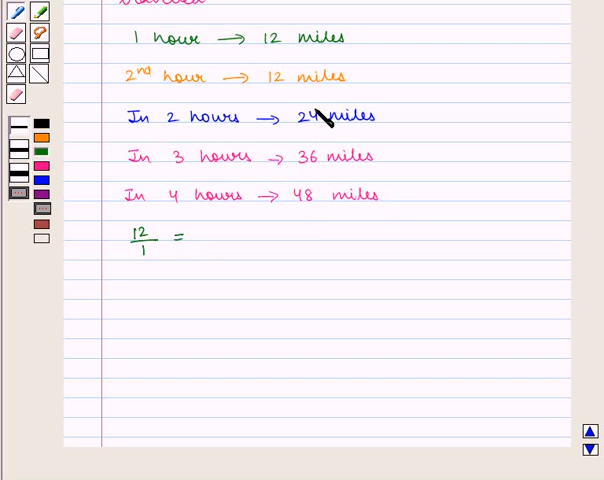 1 hour → 12 miles
2nd hour → 12 miles
In 2 hours → 24 miles
In 3 hours → 36 miles
In 4 hours → 48 miles
12/1 =